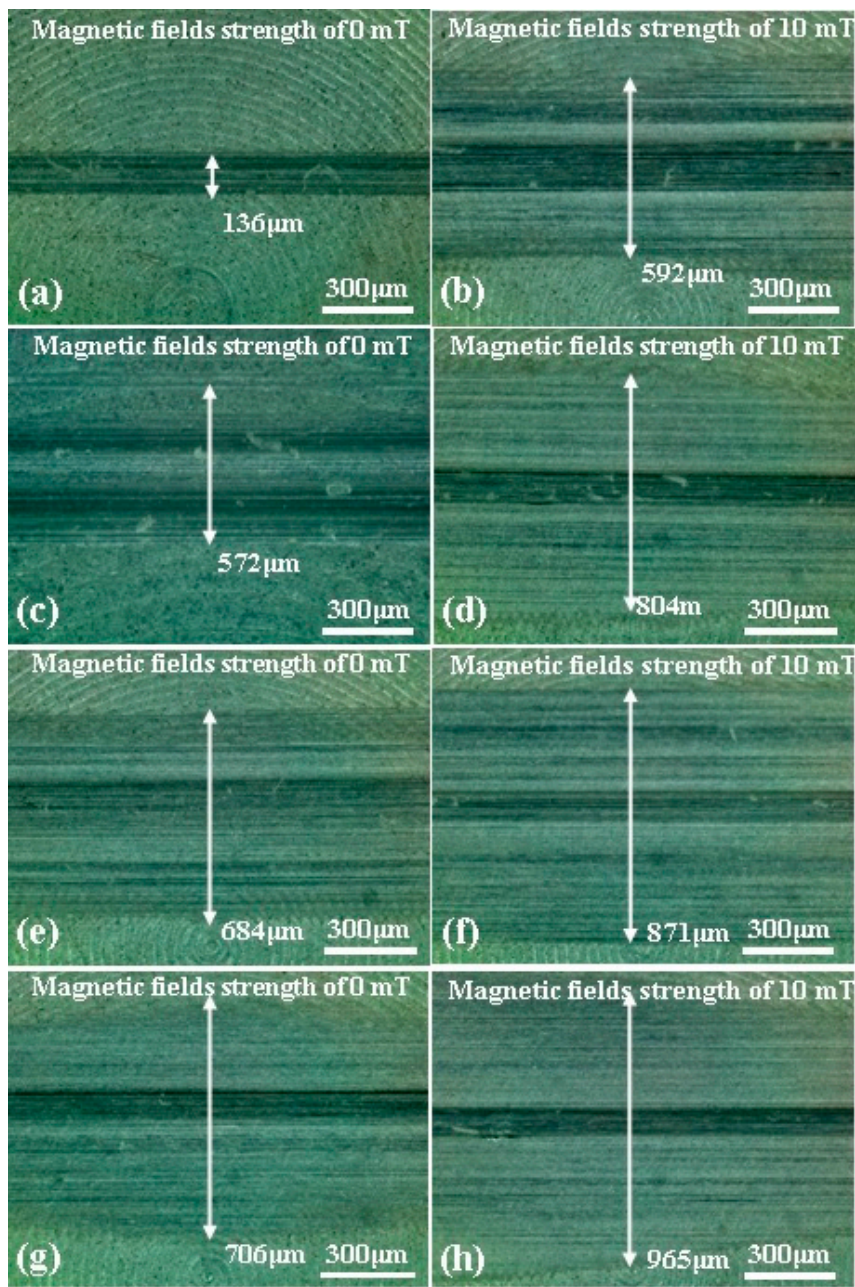 Magnetic fields strength of 0 mT
136μm
(a)
300μm
Magnetic fields strength of 10 mT
592μm
(b)
300μm
Magnetic fields strength of 0 mT
572μm
(c)
300μm
Magnetic fields strength of 10 mT
804m
(d)
300μm
Magnetic fields strength of 0 mT
684μm
(e)
300μm
Magnetic fields strength of 10 mT
871μm
(f)
300μm
Magnetic fields strength of 0 mT
706μm
(g)
300μm
Magnetic fields strength of 10 mT
965μm
(h)
300μm